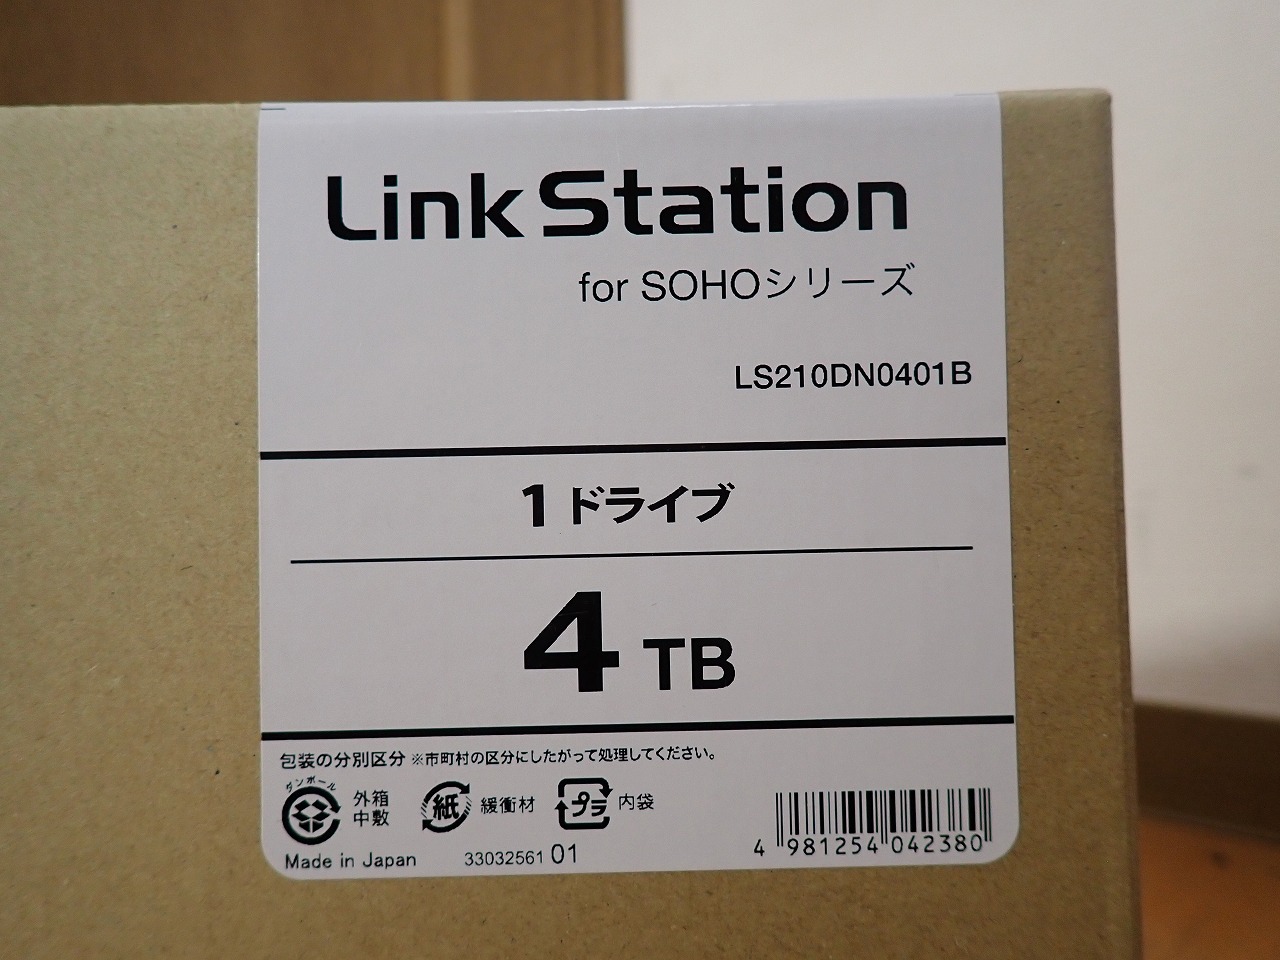 LinkStation
for SOHOシリーズ
LS210DN0401B
1ドライブ
4 TB
包装の分別区分 ※市町村の区分にしたがって処理してください。
ダンボール
外箱
中敷
紙
緩衝材
プラ
内袋
Made in Japan
33032561 01
4 981254 042380